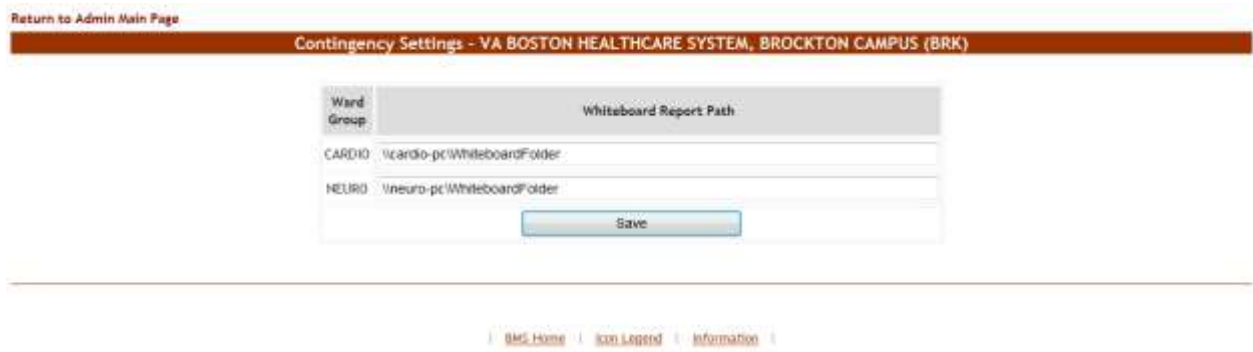 Return to Admin Main Page
Contingency Settings - VA BOSTON HEALTHCARE SYSTEM, BROCKTON CAMPUS (BRK)
Ward Group Whiteboard Report Path
CARDIO \\cardio-pc\WhiteboardFolder
NEURO \\neuro-pc\WhiteboardFolder
Save
| BMS Home | Icon Legend | Information |